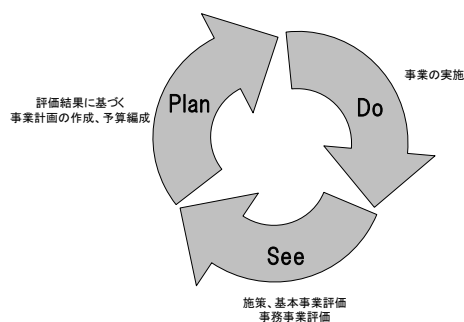 Plan
評価結果に基づく
事業計画の作成、予算編成
Do
事業の実施
See
施策、基本事業評価
事務事業評価